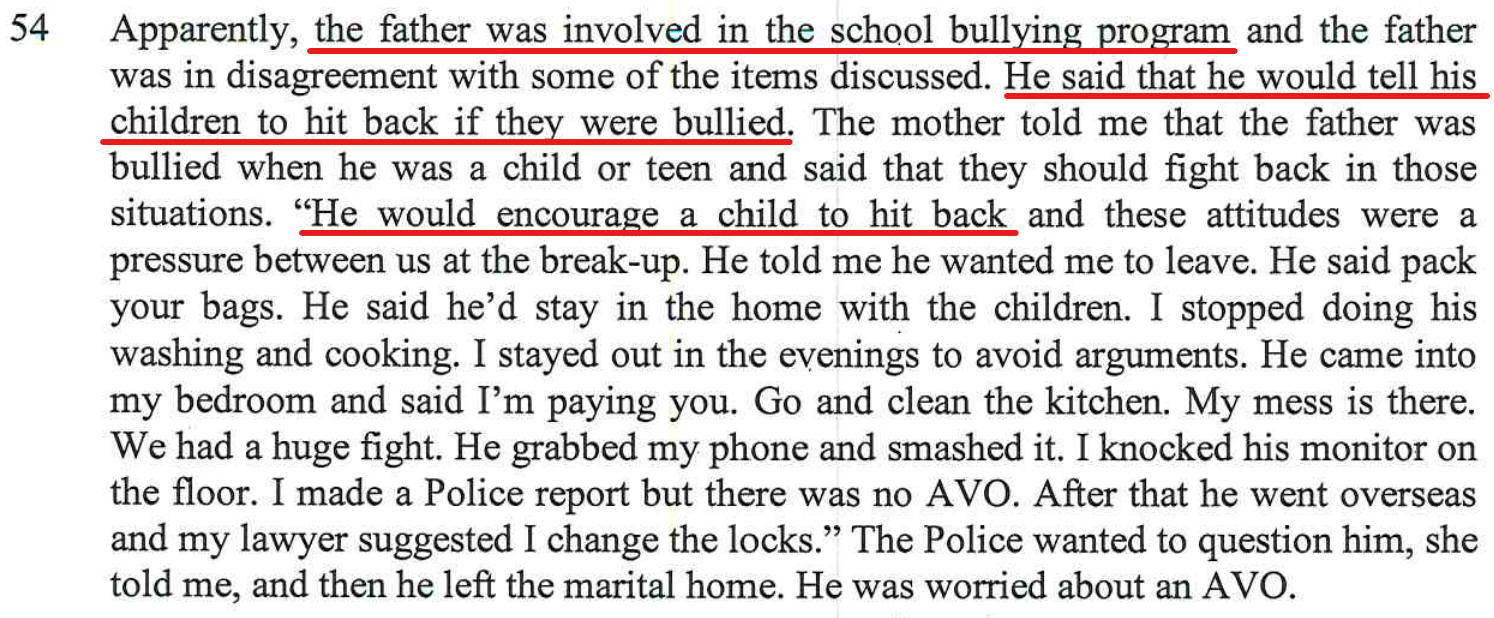 54 Apparently, the father was involved in the school bullying program and the father
was in disagreement with some of the items discussed. He said that he would tell his
children to hit back if they were bullied. The mother told me that the father was
bullied when he was a child or teen and said that they should fight back in those
situations. “He would encourage a child to hit back and these attitudes were a
pressure between us at the break-up. He told me he wanted me to leave. He said pack
your bags. He said he’d stay in the home with the children. I stopped doing his
washing and cooking. I stayed out in the evenings to avoid arguments. He came into
my bedroom and said I’m paying you. Go and clean the kitchen. My mess is there.
We had a huge fight. He grabbed my phone and smashed it. I knocked his monitor on
the floor. I made a Police report but there was no AVO. After that he went overseas
and my lawyer suggested I change the locks.” The Police wanted to question him, she
told me, and then he left the marital home. He was worried about an AVO.